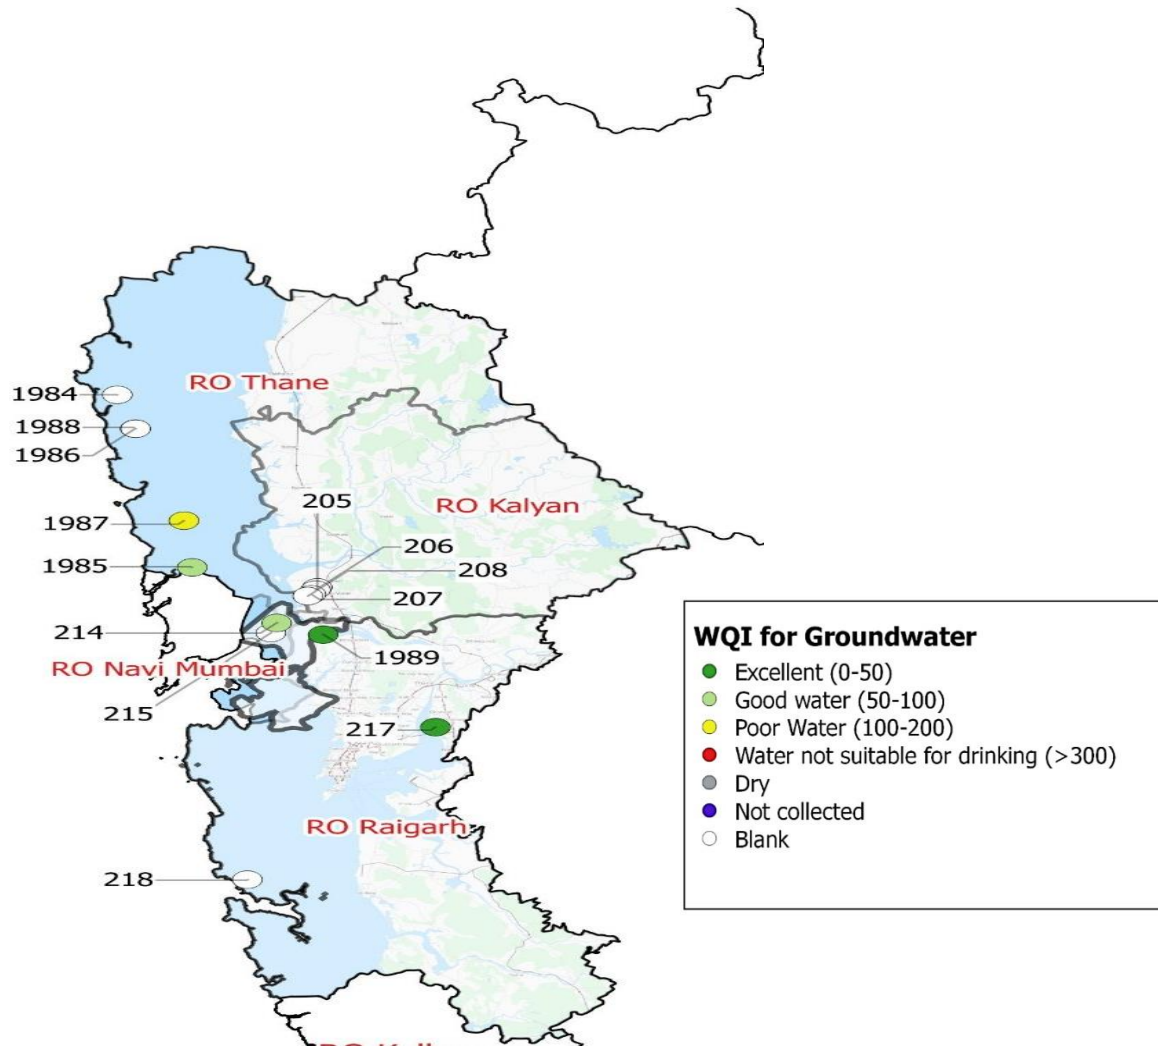 1984
RO Thane
1988
1986
205
RO Kalyan
1987
206
1985
208
207
214
1989
RO Navi Mumbai
215
217
RO Raigarh
218
WQI for Groundwater
Excellent (0-50)
Good water (50-100)
Poor Water (100-200)
Water not suitable for drinking (>300)
Dry
Not collected
Blank